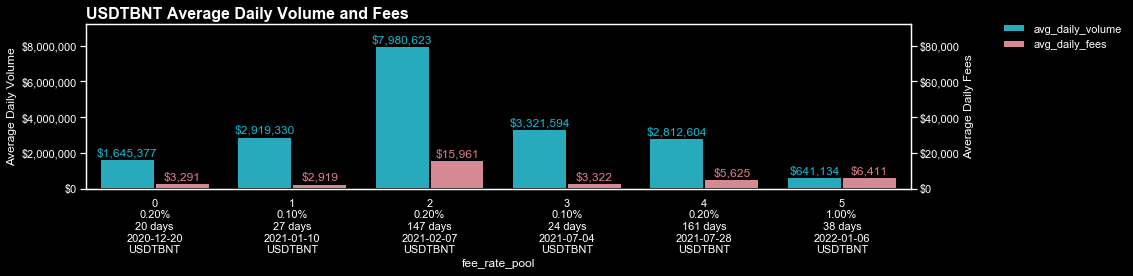 USDTBNT Average Daily Volume and Fees
avg_daily_volume
avg_daily_fees
Average Daily Volume
$8,000,000
$6,000,000
$4,000,000
$2,000,000
$0
$1,645,377
$3,291
$2,919,330
$2,919
$7,980,623
$15,961
$3,321,594
$3,322
$2,812,604
$5,625
$641,134
$6,411
$80,000
$60,000
$40,000
$20,000
$0
Average Daily Fees
0
0.20%
20 days
2020-12-20
USDTBNT
1
0.10%
27 days
2021-01-10
USDTBNT
2
0.20%
147 days
2021-02-07
USDTBNT
3
0.10%
24 days
2021-07-04
USDTBNT
4
0.20%
161 days
2021-07-28
USDTBNT
5
1.00%
38 days
2022-01-06
USDTBNT
fee_rate_pool